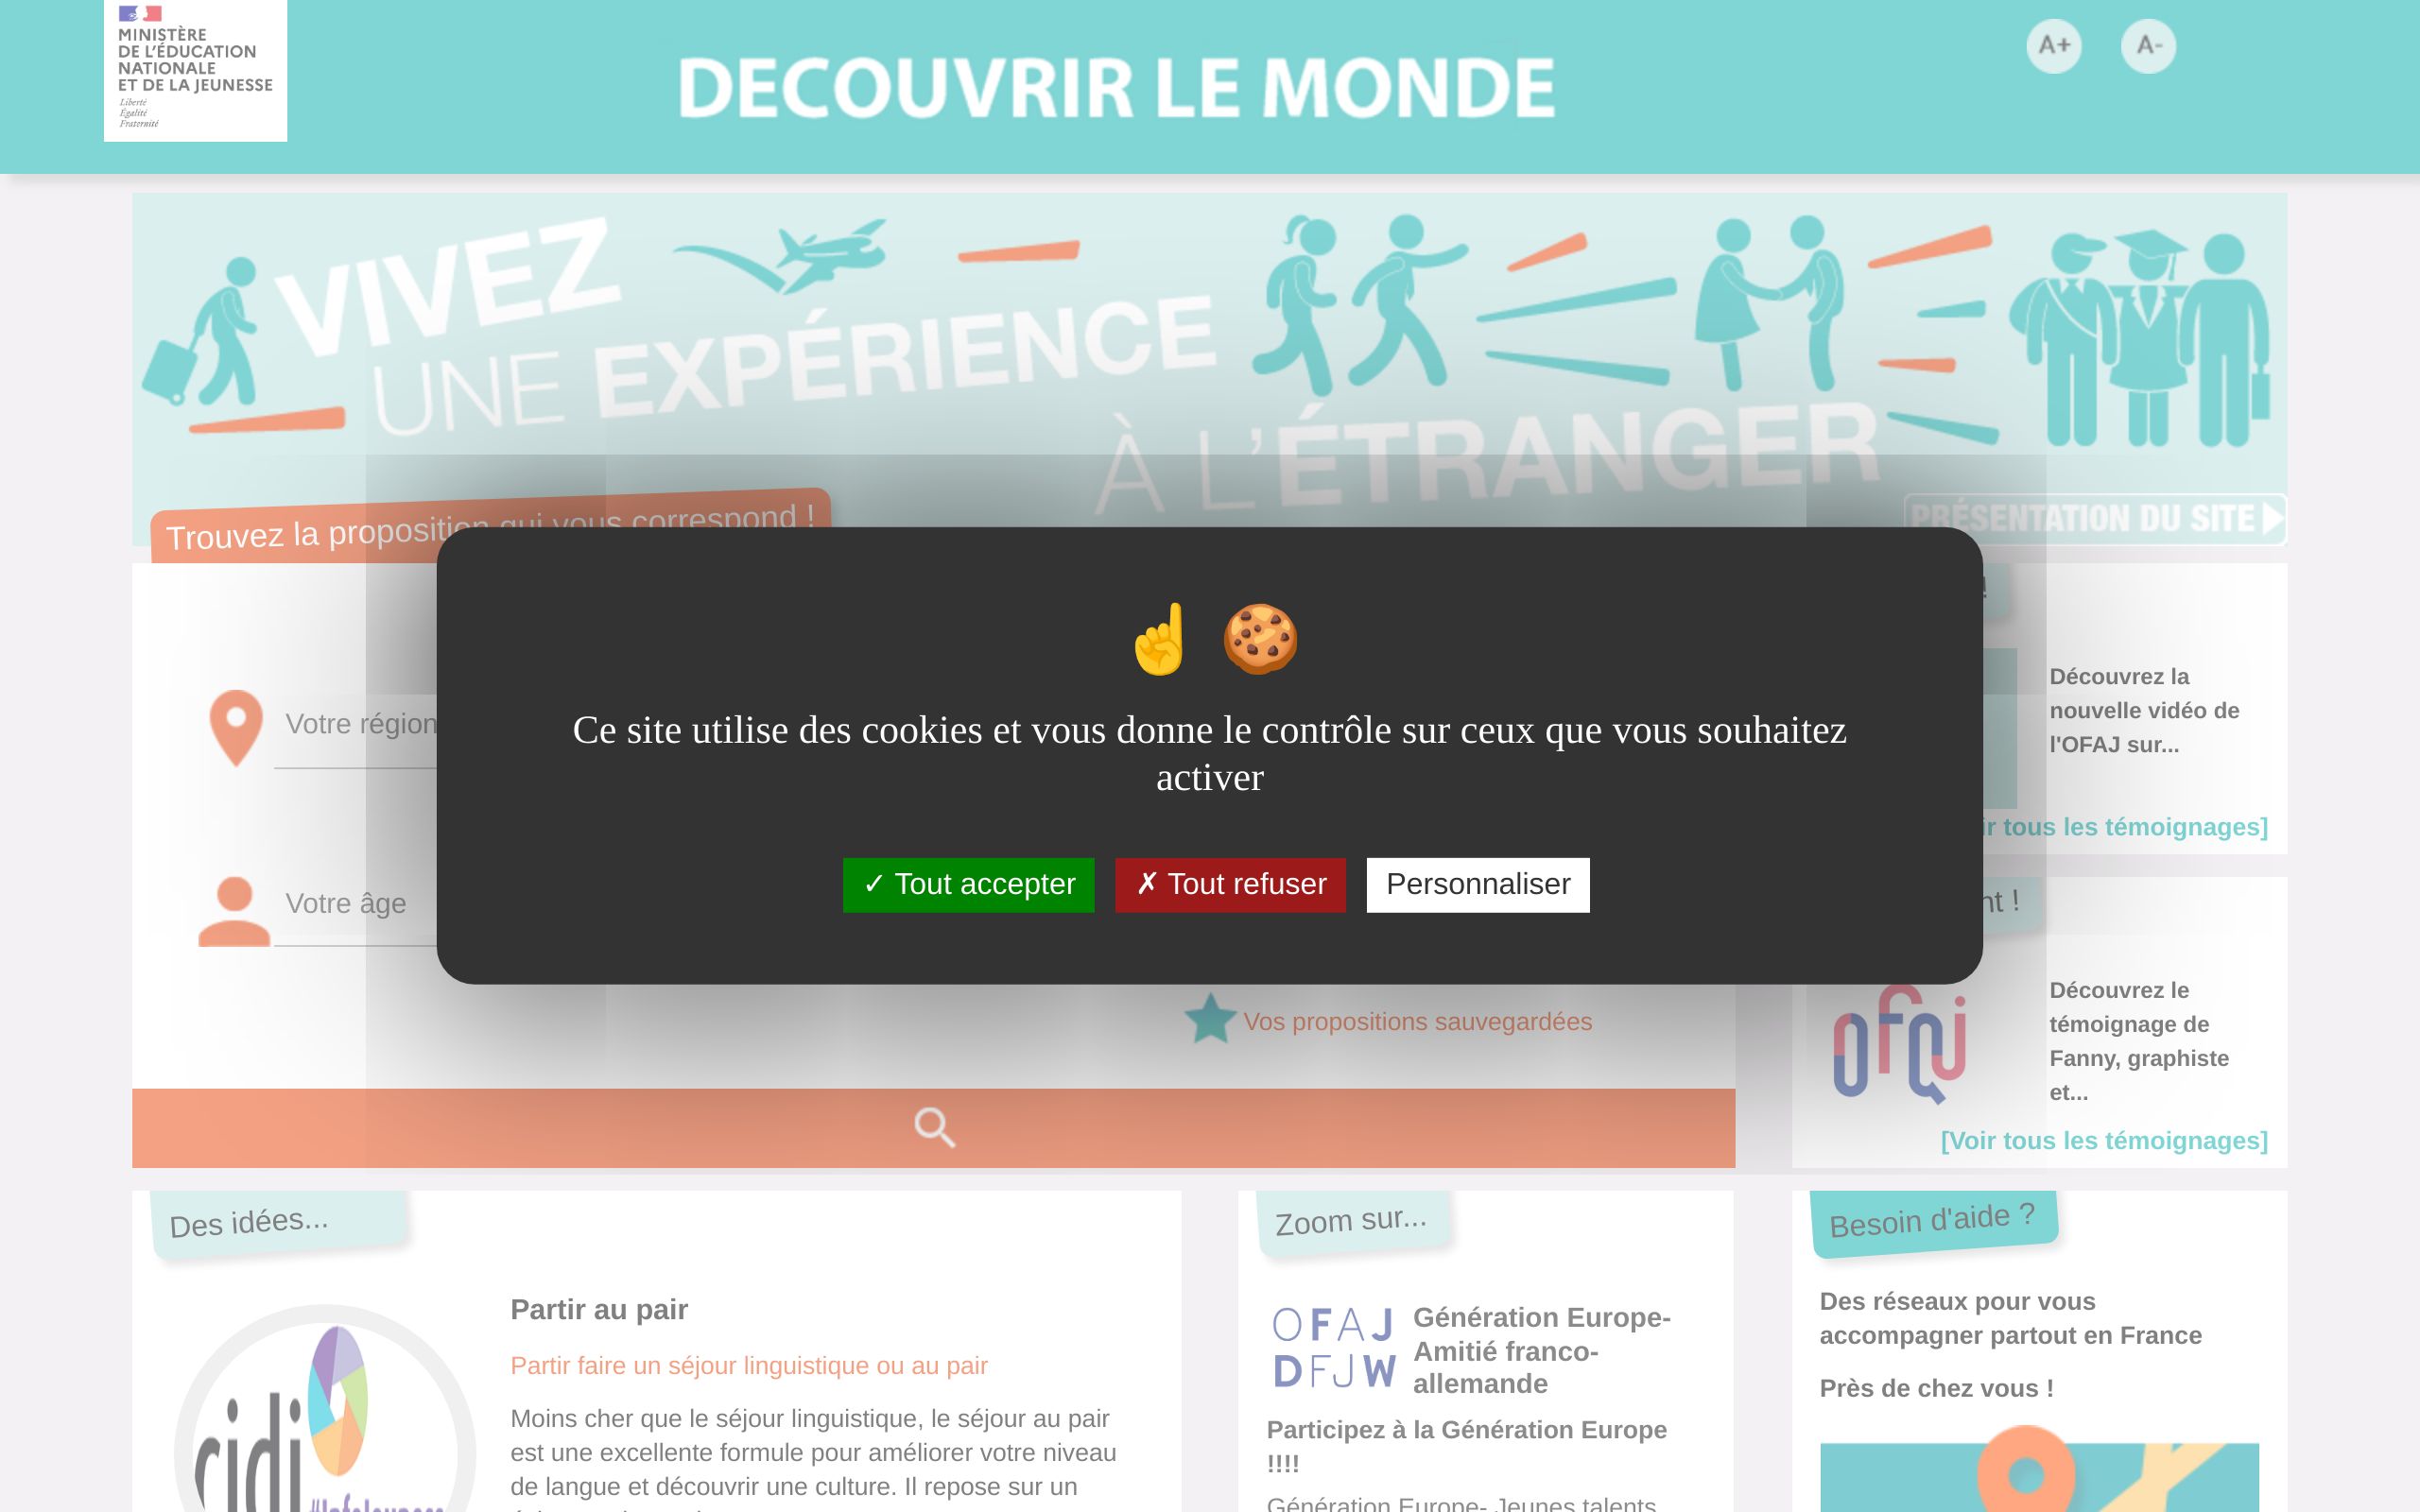 MINISTÈRE
DE L'ÉDUCATION
NATIONALE
ET DE LA JEUNESSE
Liberté
Égalité
Fraternité
DECOUVRIR LE MONDE
A+
A-
VIVEZ
UNE EXPÉRIENCE
À L'ÉTRANGER
Trouvez la proposition qui vous correspond !
PRÉSENTATION DU SITE
☝️ 🍪
Ce site utilise des cookies et vous donne le contrôle sur ceux que vous souhaitez
activer
✓ Tout accepter
✗ Tout refuser
Personnaliser
Votre région
Votre âge
Vos propositions sauvegardées
!
Découvrez la
nouvelle vidéo de
l'OFAJ sur...
ir tous les témoignages]
nt !
ofaj
Découvrez le
témoignage de
Fanny, graphiste
et...
[Voir tous les témoignages]
Des idées...
cidj
Partir au pair
Partir faire un séjour linguistique ou au pair
Moins cher que le séjour linguistique, le séjour au pair
est une excellente formule pour améliorer votre niveau
de langue et découvrir une culture. Il repose sur un
Zoom sur...
OFAJ
DFJW
Génération Europe-
Amitié franco-
allemande
Participez à la Génération Europe
!!!!
Génération Europe- Jeunes talents
Besoin d'aide ?
Des réseaux pour vous
accompagner partout en France
Près de chez vous !